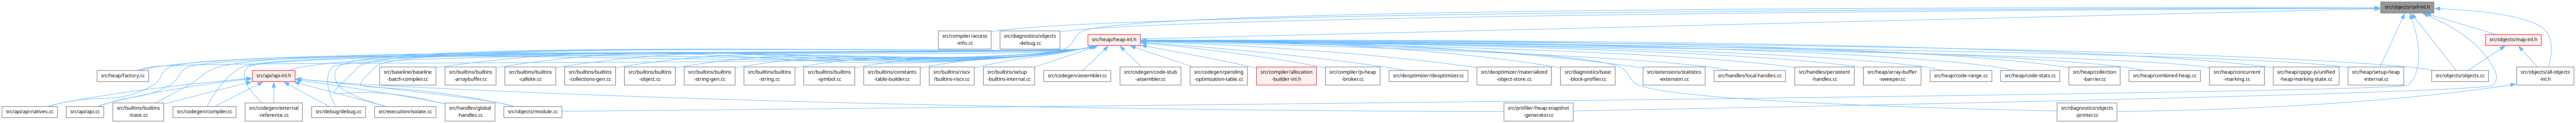 src/objects/cell-inl.h
src/compiler/access
-info.cc
src/diagnostics/objects
-debug.cc
src/heap/heap-inl.h
src/objects/map-inl.h
src/heap/factory.cc
src/api/api-inl.h
src/baseline/baseline
-batch-compiler.cc
src/builtins/builtins
-arraybuffer.cc
src/builtins/builtins
-callsite.cc
src/builtins/builtins
-collections-gen.cc
src/builtins/builtins
-object.cc
src/builtins/builtins
-string-gen.cc
src/builtins/builtins
-string.cc
src/builtins/builtins
-symbol.cc
src/builtins/constants
-table-builder.cc
src/builtins/riscv
/builtins-riscv.cc
src/builtins/setup
-builtins-internal.cc
src/codegen/assembler.cc
src/codegen/code-stub
-assembler.cc
src/codegen/pending
-optimization-table.cc
src/compiler/allocation
-builder-inl.h
src/compiler/js-heap
-broker.cc
src/deoptimizer/deoptimizer.cc
src/deoptimizer/materialized
-object-store.cc
src/diagnostics/basic
-block-profiler.cc
src/extensions/statistics
-extension.cc
src/handles/local-handles.cc
src/handles/persistent
-handles.cc
src/heap/array-buffer
-sweeper.cc
src/heap/code-range.cc
src/heap/code-stats.cc
src/heap/collection
-barrier.cc
src/heap/combined-heap.cc
src/heap/concurrent
-marking.cc
src/heap/cppgc-js/unified
-heap-marking-state.cc
src/heap/setup-heap
-internal.cc
src/objects/objects.cc
src/objects/all-objects
-inl.h
src/api/api-natives.cc
src/api/api.cc
src/builtins/builtins
-trace.cc
src/codegen/compiler.cc
src/codegen/external
-reference.cc
src/debug/debug.cc
src/execution/isolate.cc
src/handles/global
-handles.cc
src/objects/module.cc
src/profiler/heap-snapshot
-generator.cc
src/diagnostics/objects
-printer.cc